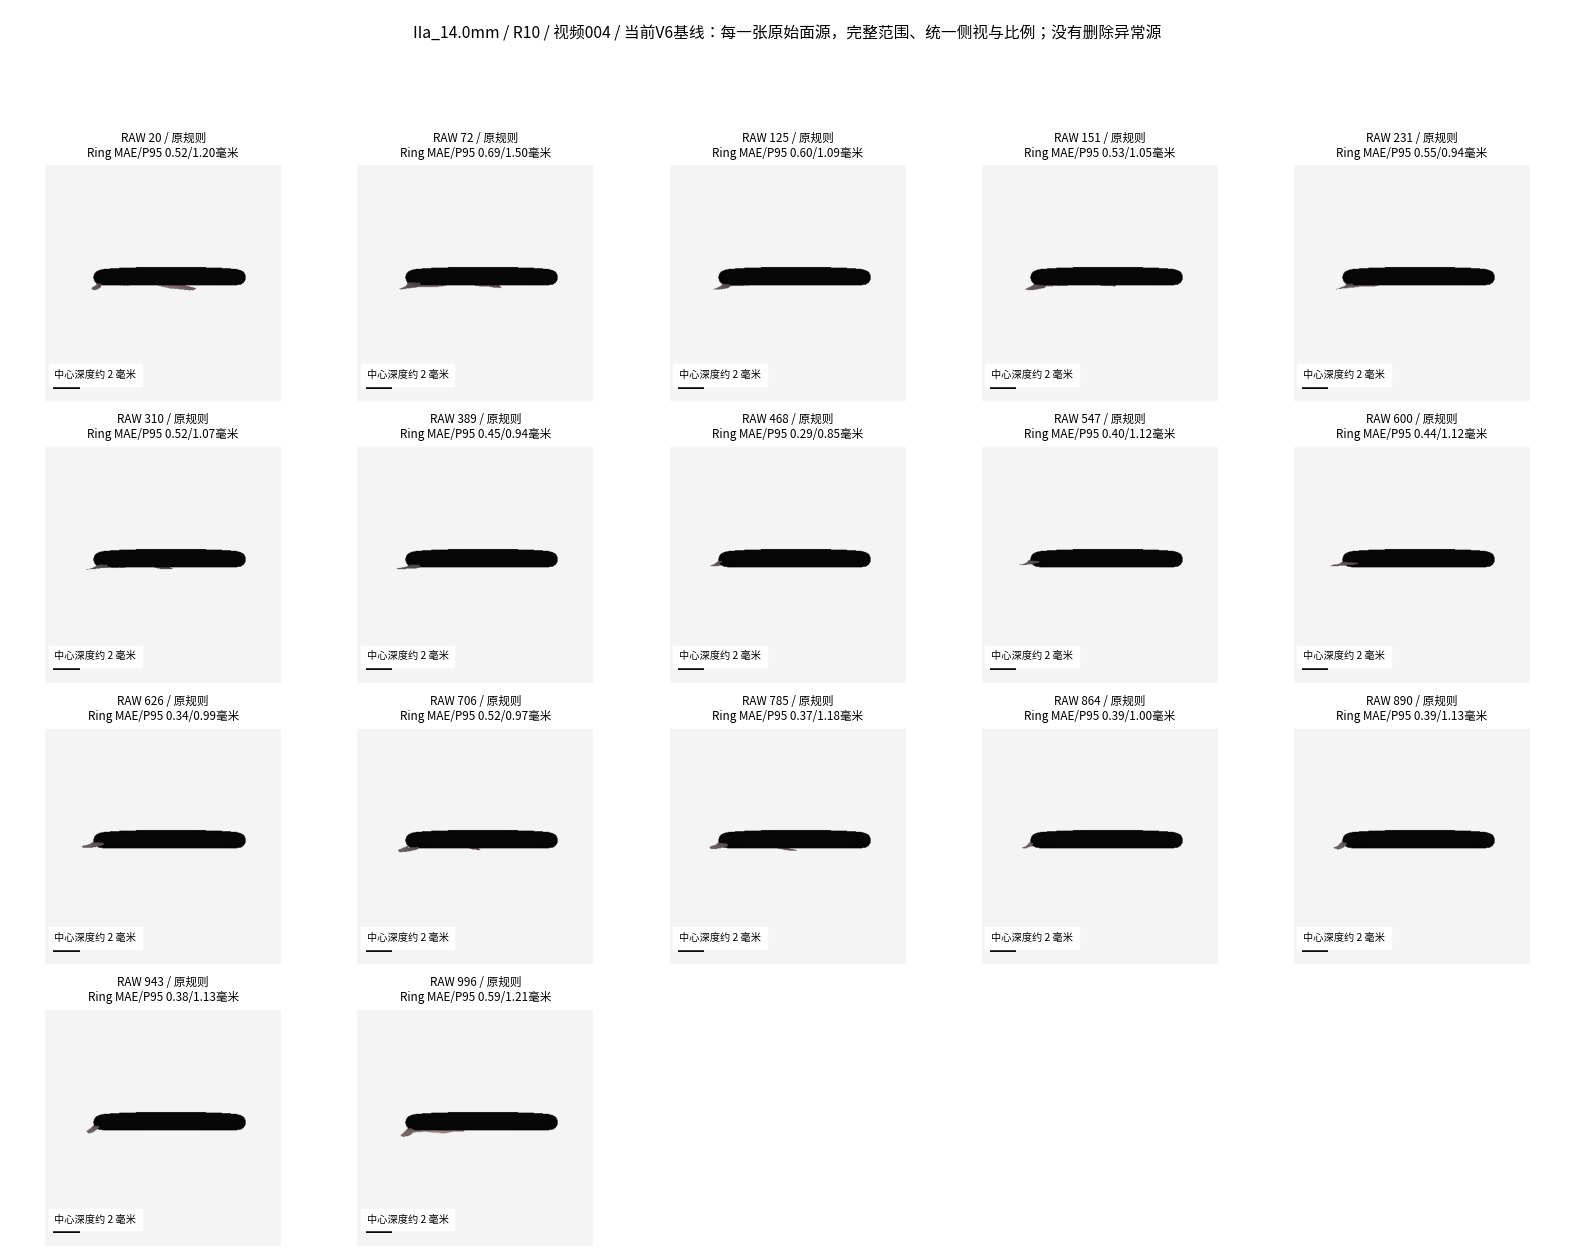 IIa_14.0mm / R10 / 视频004 / 当前V6基线：每一张原始面源，完整范围、统一侧视与比例；没有删除异常源
RAW 20 / 原规则
Ring MAE/P95 0.52/1.20毫米
中心深度约 2 毫米
RAW 72 / 原规则
Ring MAE/P95 0.69/1.50毫米
中心深度约 2 毫米
RAW 125 / 原规则
Ring MAE/P95 0.60/1.09毫米
中心深度约 2 毫米
RAW 151 / 原规则
Ring MAE/P95 0.53/1.05毫米
中心深度约 2 毫米
RAW 231 / 原规则
Ring MAE/P95 0.55/0.94毫米
中心深度约 2 毫米
RAW 310 / 原规则
Ring MAE/P95 0.52/1.07毫米
中心深度约 2 毫米
RAW 389 / 原规则
Ring MAE/P95 0.45/0.94毫米
中心深度约 2 毫米
RAW 468 / 原规则
Ring MAE/P95 0.29/0.85毫米
中心深度约 2 毫米
RAW 547 / 原规则
Ring MAE/P95 0.40/1.12毫米
中心深度约 2 毫米
RAW 600 / 原规则
Ring MAE/P95 0.44/1.12毫米
中心深度约 2 毫米
RAW 626 / 原规则
Ring MAE/P95 0.34/0.99毫米
中心深度约 2 毫米
RAW 706 / 原规则
Ring MAE/P95 0.52/0.97毫米
中心深度约 2 毫米
RAW 785 / 原规则
Ring MAE/P95 0.37/1.18毫米
中心深度约 2 毫米
RAW 864 / 原规则
Ring MAE/P95 0.39/1.00毫米
中心深度约 2 毫米
RAW 890 / 原规则
Ring MAE/P95 0.39/1.13毫米
中心深度约 2 毫米
RAW 943 / 原规则
Ring MAE/P95 0.38/1.13毫米
中心深度约 2 毫米
RAW 996 / 原规则
Ring MAE/P95 0.59/1.21毫米
中心深度约 2 毫米